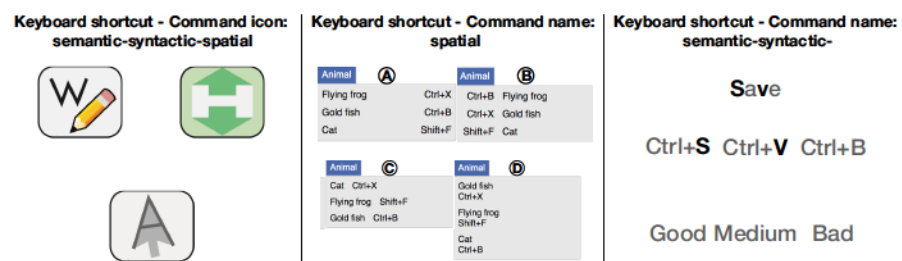 Keyboard shortcut - Command icon:
semantic-syntactic-spatial
W
H
A
Keyboard shortcut - Command name:
spatial
Animal A
Flying frog Ctrl+X
Gold fish Ctrl+B
Cat Shift+F
Animal B
Ctrl+B Flying frog
Ctrl+X Gold fish
Shift+F Cat
Animal C
Cat Ctrl+X
Flying frog Shift+F
Gold fish Ctrl+B
Animal D
Gold fish
Ctrl+X
Flying frog
Shift+F
Cat
Ctrl+B
Keyboard shortcut - Command name:
semantic-syntactic-
Save
Ctrl+S Ctrl+V Ctrl+B
Good Medium Bad